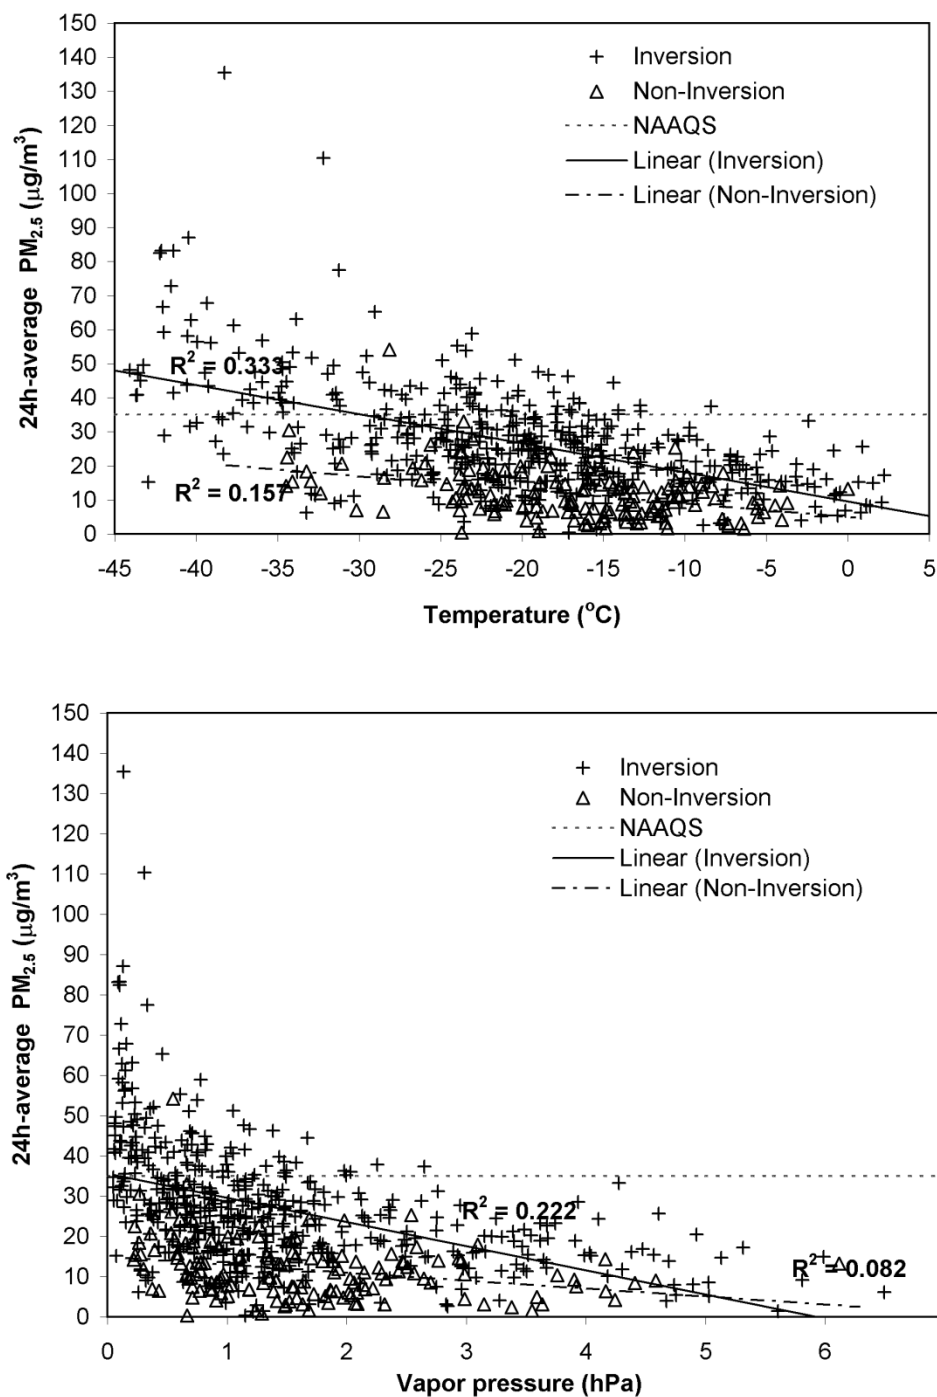 150
140
130
120
110
100
90
80
70
60
50
40
30
20
10
0
24h-average PM2.5 (μg/m³)
Inversion
Non-Inversion
NAAQS
Linear (Inversion)
Linear (Non-Inversion)
R² = 0.333
R² = 0.157
-45 -40 -35 -30 -25 -20 -15 -10 -5 0 5
Temperature (°C)
150
140
130
120
110
100
90
80
70
60
50
40
30
20
10
0
24h-average PM2.5 (μg/m³)
Inversion
Non-Inversion
NAAQS
Linear (Inversion)
Linear (Non-Inversion)
R² = 0.222
R² = 0.082
0 1 2 3 4 5 6
Vapor pressure (hPa)